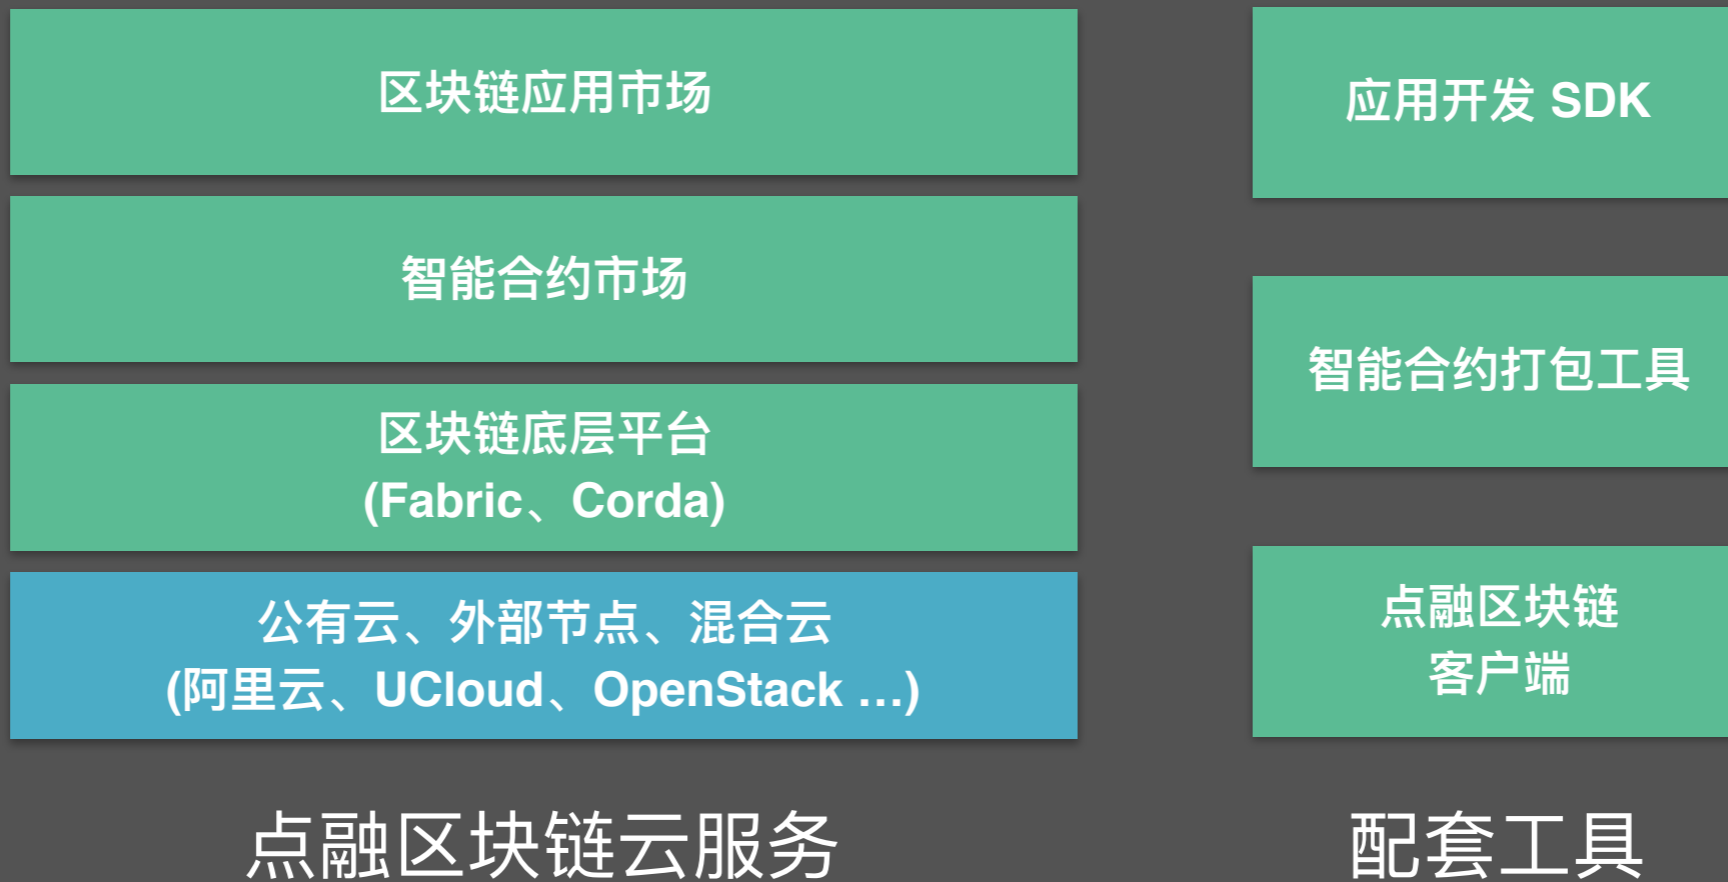 区块链应用市场
智能合约市场
区块链底层平台
(Fabric、Corda)
公有云、外部节点、混合云
(阿里云、UCloud、OpenStack ...)
点融区块链云服务
应用开发 SDK
智能合约打包工具
点融区块链
客户端
配套工具